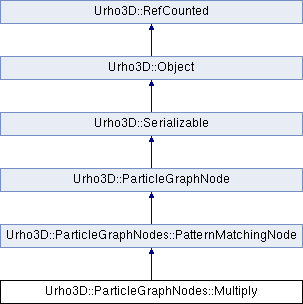 Urho3D::RefCounted
Urho3D::Object
Urho3D::Serializable
Urho3D::ParticleGraphNode
Urho3D::ParticleGraphNodes::PatternMatchingNode
Urho3D::ParticleGraphNodes::Multiply